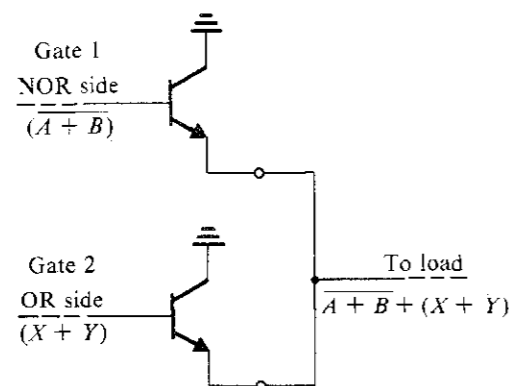 Gate 1
NOR side
(A + B)
Gate 2
OR side
(X + Y)
To load
A + B + (X + Y)